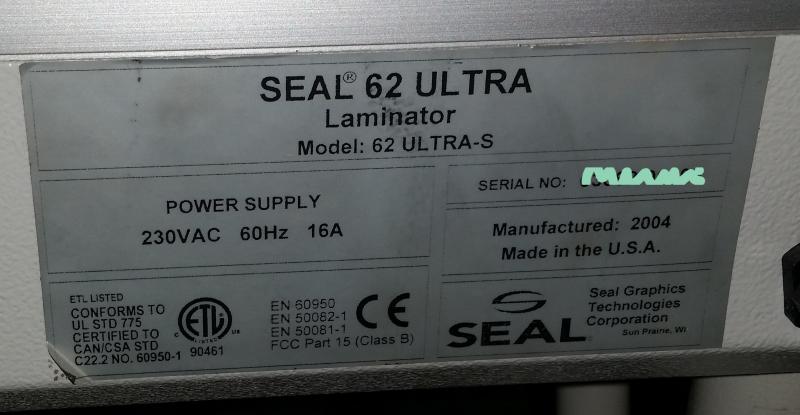 SEAL® 62 ULTRA
Laminator
Model: 62 ULTRA-S
POWER SUPPLY
230VAC 60Hz 16A
SERIAL NO:
Manufactured: 2004
Made in the U.S.A.
ETL LISTED
CONFORMS TO
UL STD 775
CERTIFIED TO
CAN/CSA STD
C22.2 NO. 60950-1
C ETL US
LISTED
90461
EN 60950
EN 50082-1
EN 50081-1
FCC Part 15 (Class B)
CE
SEAL
Seal Graphics
Technologies
Corporation
Sun Prairie, WI